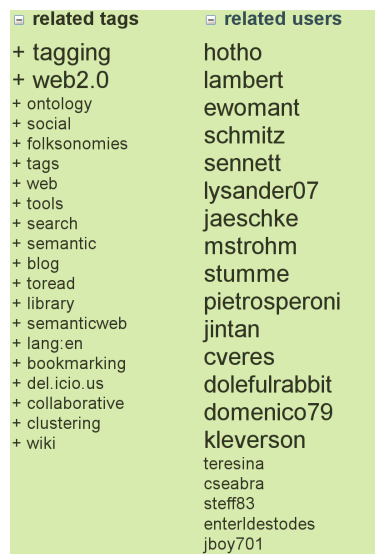 related tags
+ tagging
+ web2.0
+ ontology
+ social
+ folksonomies
+ tags
+ web
+ tools
+ search
+ semantic
+ blog
+ toread
+ library
+ semanticweb
+ lang:en
+ bookmarking
+ del.icio.us
+ collaborative
+ clustering
+ wiki
related users
hotho
lambert
ewomant
schmitz
sennett
lysander07
jaeschke
mstrohm
stumme
pietrosperoni
jintan
cveres
dolefulrabbit
domenico79
kleverson
teresina
cseabra
steff83
enterldestodes
jboy701